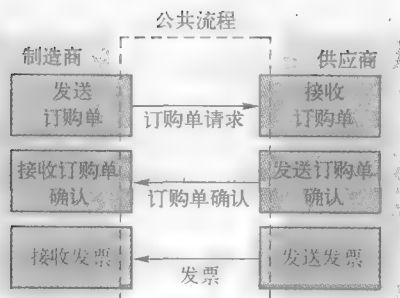 公共流程
制造商
供应商
发送
订购单
订购单请求
接收
订购单
接收订购单
确认
订购单确认
发送订购单
确认
接收发票
发票
发送发票